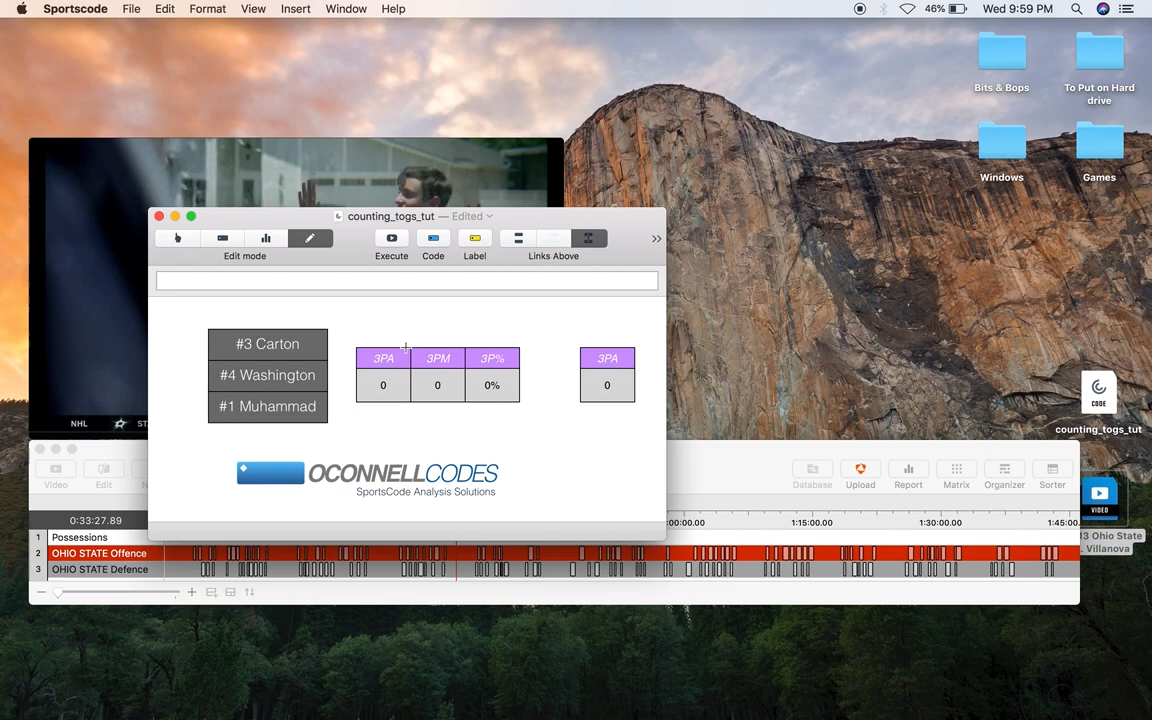 Sportscode File Edit Format View Insert Window Help 46% Wed 9:59 PM
Bits & Bops
To Put on Hard
drive
Windows
Games
counting_togs_tut — Edited
Edit mode Execute Code Label Links Above
#3 Carton
#4 Washington
#1 Muhammad
3PA 3PM 3P%
0 0 0%
3PA
0
OCONNELLCODES
SportsCode Analysis Solutions
NHL
CODE
counting_togs_tut
Video Edit Database Upload Report Matrix Organizer Sorter
0:33:27.89 :00:00.00 1:15:00.00 1:30:00.00 1:45:00.
1 Possessions
2 OHIO STATE Offence
3 OHIO STATE Defence
VIDEO
13 Ohio State
. Villanova